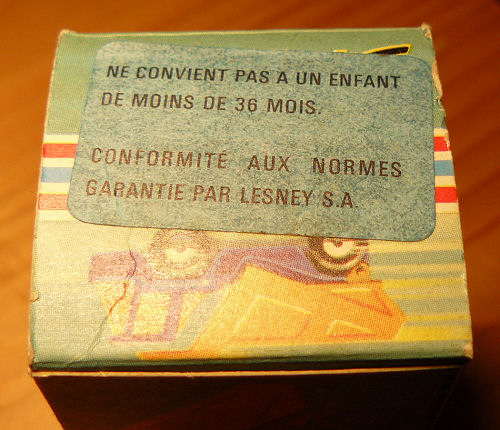 NE CONVIENT PAS A UN ENFANT
DE MOINS DE 36 MOIS.
CONFORMITÉ AUX NORMES
GARANTIE PAR LESNEY S.A.